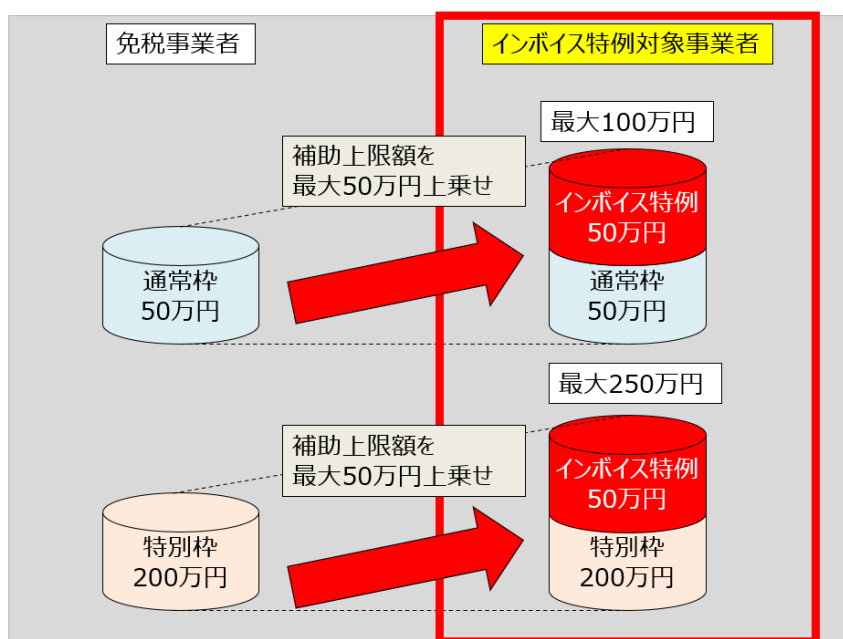 免税事業者
インボイス特例対象事業者
最大100万円
補助上限額を
最大50万円上乗せ
インボイス特例
50万円
通常枠
50万円
通常枠
50万円
最大250万円
補助上限額を
最大50万円上乗せ
インボイス特例
50万円
特別枠
200万円
特別枠
200万円